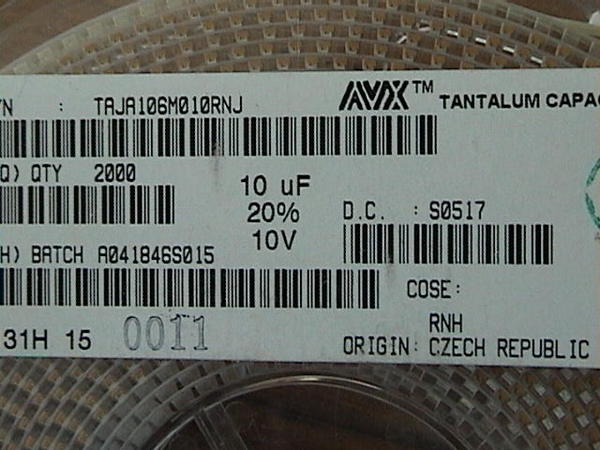 /N : TAJA106M010RNJ AVX™ TANTALUM CAPAC
Q) QTY 2000
10 uF
20% D.C. : S0517
10V
H) BATCH A041846S015
COSE:
31H 15 0011 RNH
ORIGIN: CZECH REPUBLIC